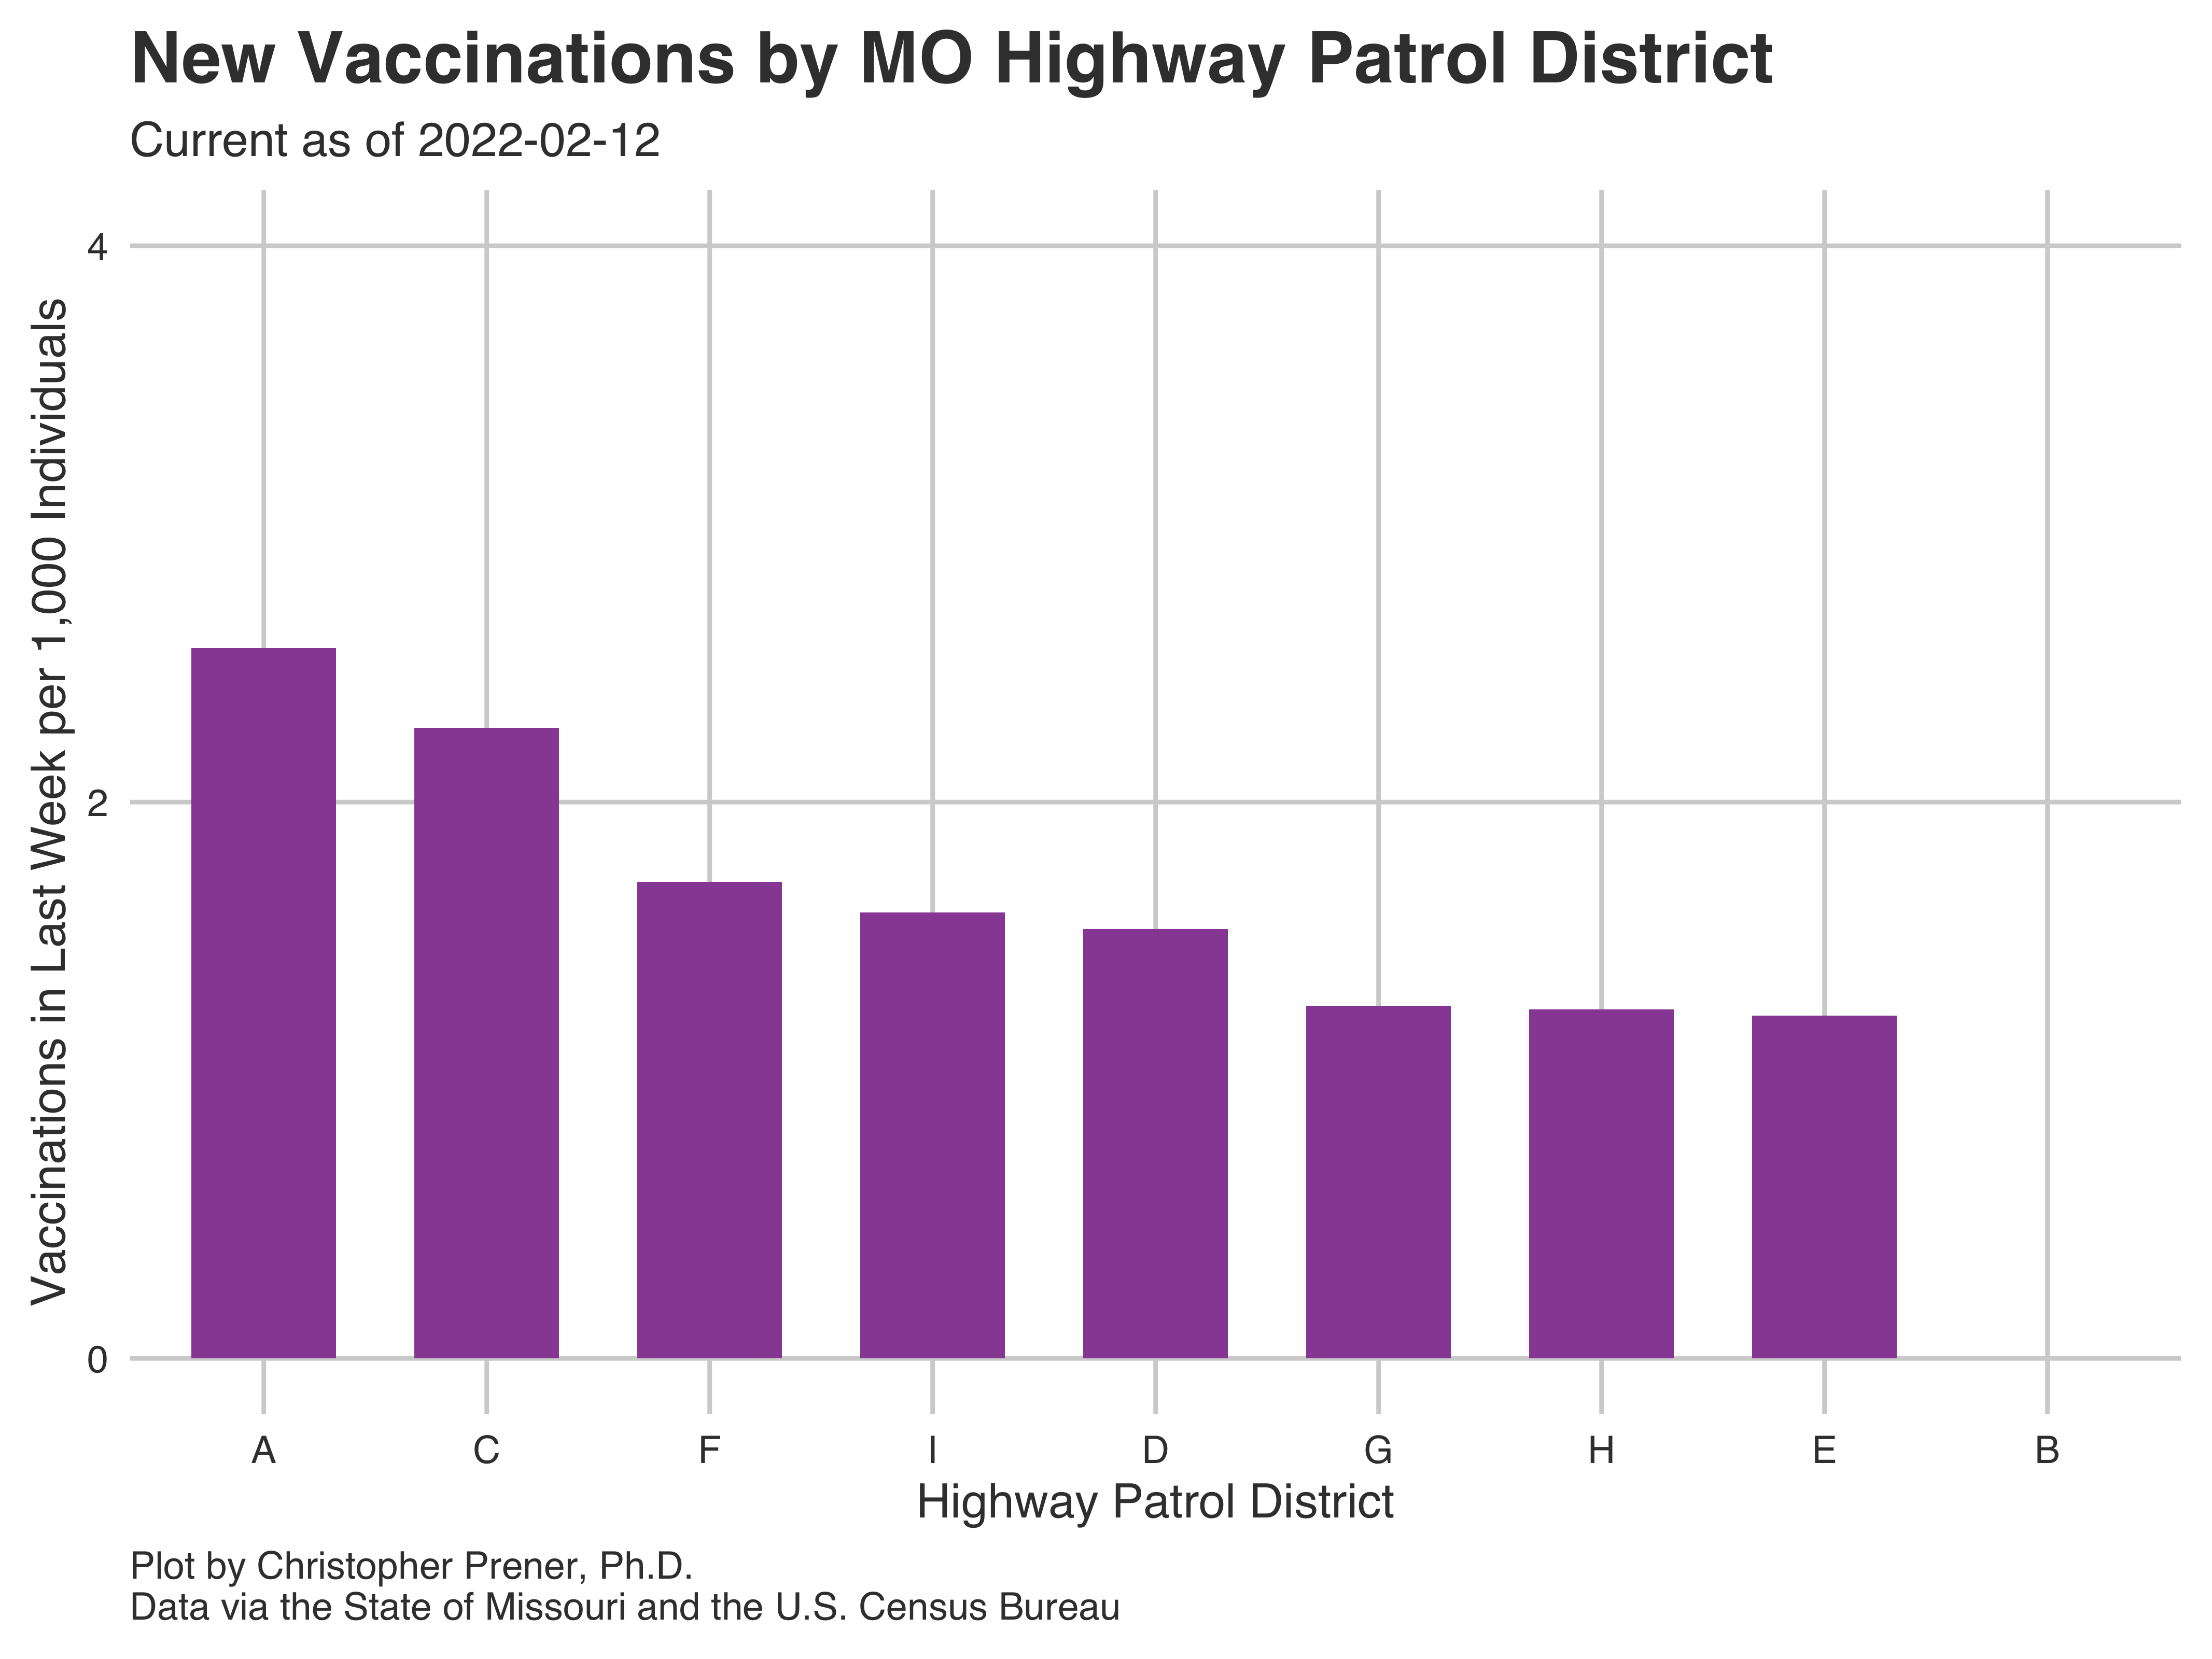 New Vaccinations by MO Highway Patrol District
Current as of 2022-02-12
Vaccinations in Last Week per 1,000 Individuals
4
2
0
A C F I D G H E B
Highway Patrol District
Plot by Christopher Prener, Ph.D.
Data via the State of Missouri and the U.S. Census Bureau